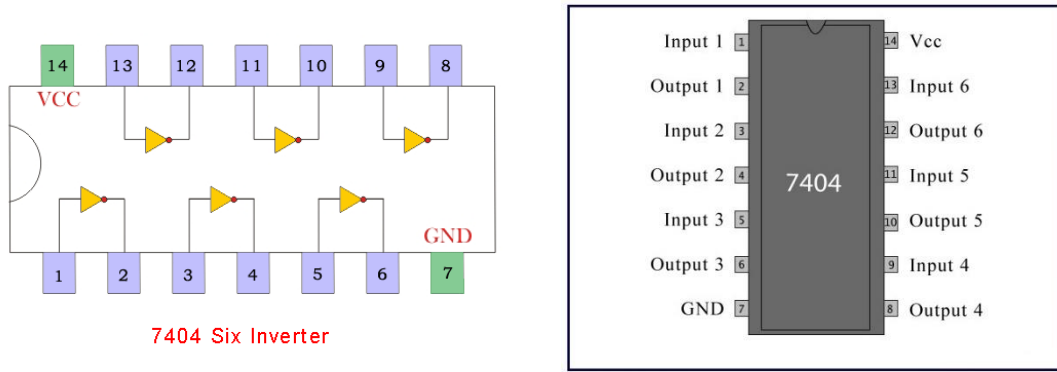 14 13 12 11 10 9 8
VCC
GND
1 2 3 4 5 6 7
7404 Six Inverter
Input 1 1 14 Vcc
Output 1 2 13 Input 6
Input 2 3 12 Output 6
Output 2 4 11 Input 5
7404
Input 3 5 10 Output 5
Output 3 6 9 Input 4
GND 7 8 Output 4